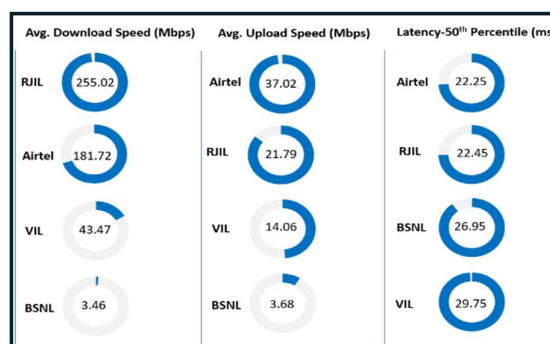 Avg. Download Speed (Mbps)
RJIL 255.02
Airtel 181.72
VIL 43.47
BSNL 3.46
Avg. Upload Speed (Mbps)
Airtel 37.02
RJIL 21.79
VIL 14.06
BSNL 3.68
Latency-50th Percentile (ms
Airtel 22.25
RJIL 22.45
BSNL 26.95
VIL 29.75